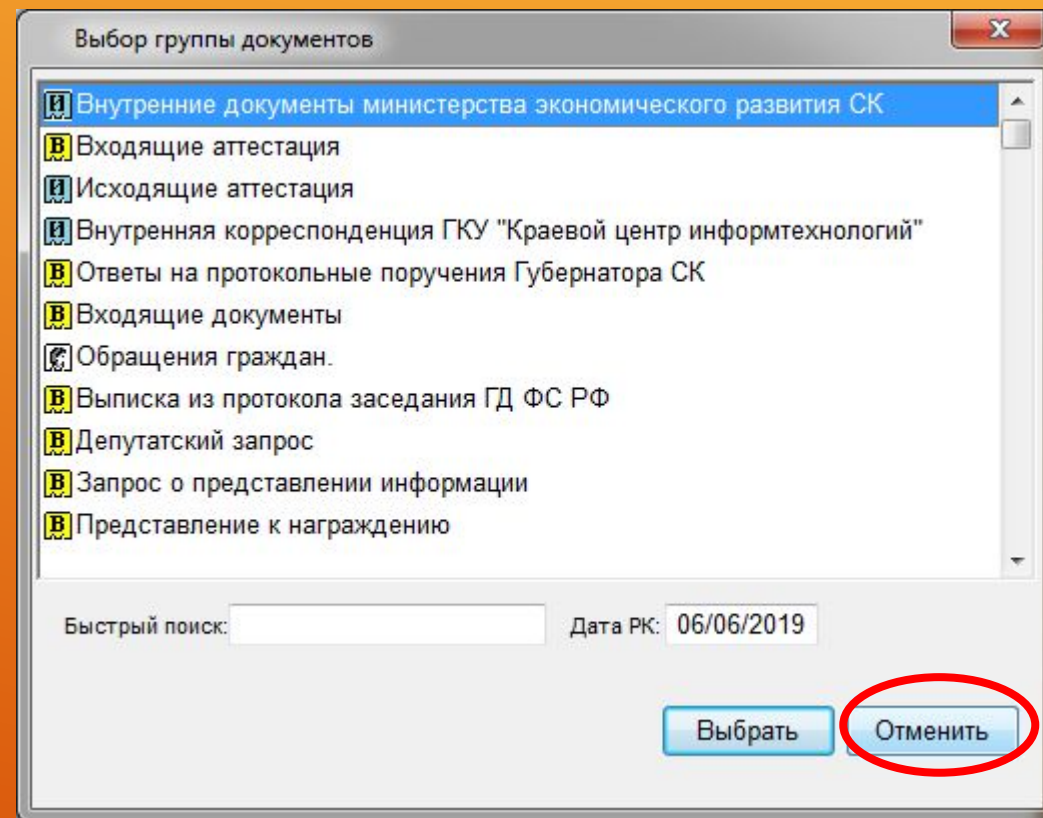 Выбор группы документов
И Внутренние документы министерства экономического развития СК
В Входящие аттестация
И Исходящие аттестация
И Внутренняя корреспонденция ГКУ "Краевой центр информтехнологий"
В Ответы на протокольные поручения Губернатора СК
В Входящие документы
Обращения граждан.
В Выписка из протокола заседания ГД ФС РФ
В Депутатский запрос
В Запрос о представлении информации
В Представление к награждению
Быстрый поиск: Дата РК: 06/06/2019
Выбрать Отменить